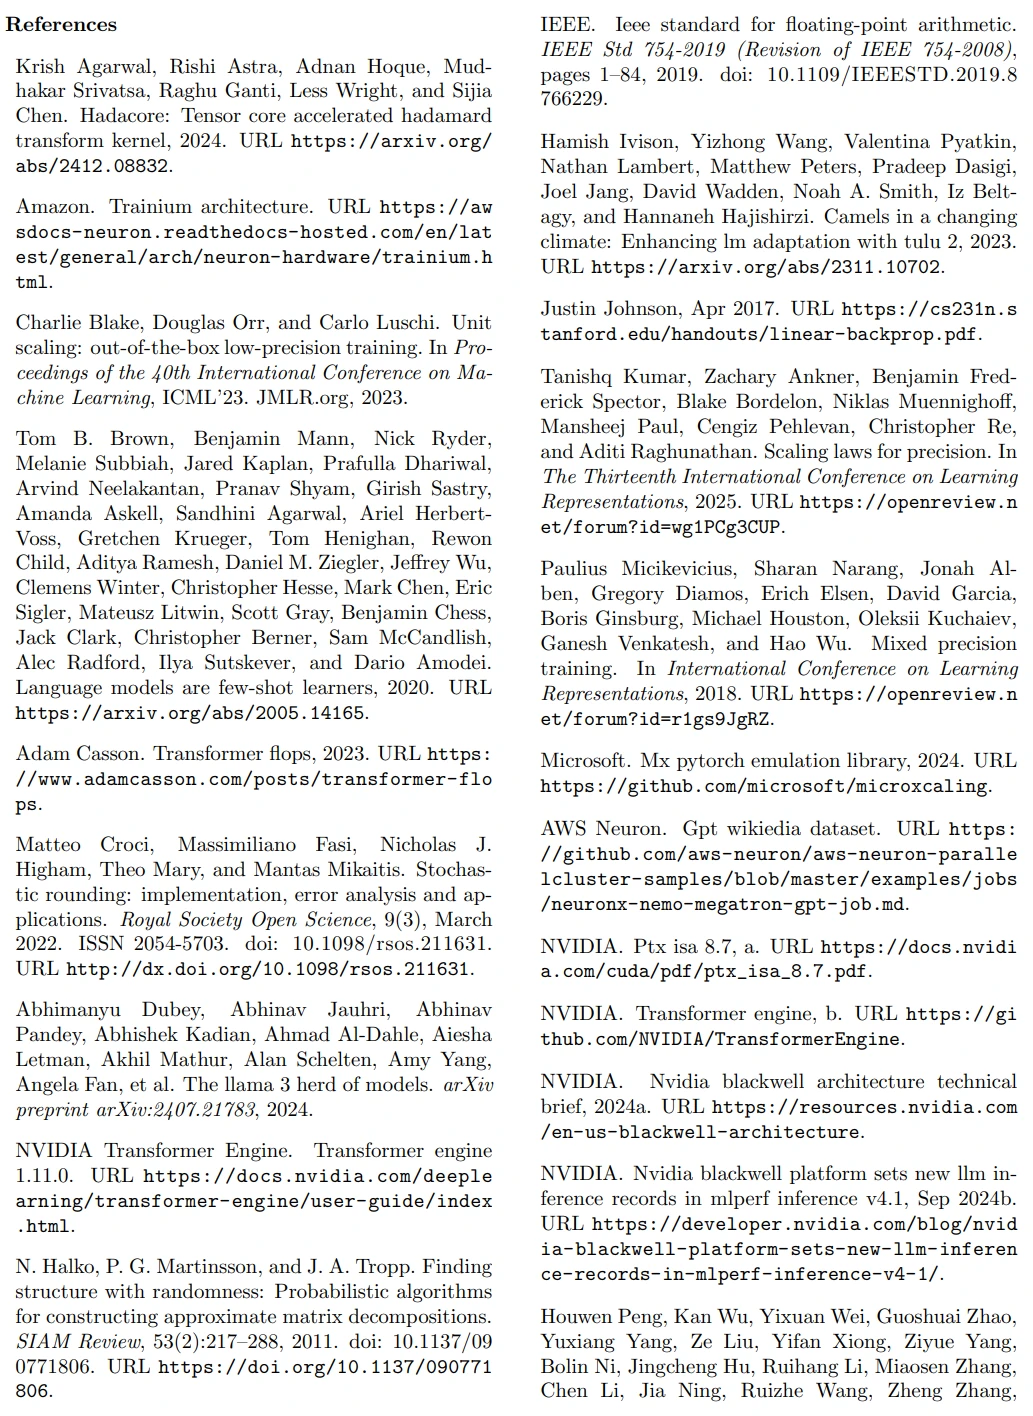 References
Krish Agarwal, Rishi Astra, Adnan Hoque, Mud-
hakar Srivatsa, Raghu Ganti, Less Wright, and Sijia
Chen. Hadacore: Tensor core accelerated hadamard
transform kernel, 2024. URL https://arxiv.org/
abs/2412.08832.
Amazon. Trainium architecture. URL https://aw
sdocs-neuron.readthedocs-hosted.com/en/lat
est/general/arch/neuron-hardware/trainium.h
tml.
Charlie Blake, Douglas Orr, and Carlo Luschi. Unit
scaling: out-of-the-box low-precision training. In Pro-
ceedings of the 40th International Conference on Ma-
chine Learning, ICML'23. JMLR.org, 2023.
Tom B. Brown, Benjamin Mann, Nick Ryder,
Melanie Subbiah, Jared Kaplan, Prafulla Dhariwal,
Arvind Neelakantan, Pranav Shyam, Girish Sastry,
Amanda Askell, Sandhini Agarwal, Ariel Herbert-
Voss, Gretchen Krueger, Tom Henighan, Rewon
Child, Aditya Ramesh, Daniel M. Ziegler, Jeffrey Wu,
Clemens Winter, Christopher Hesse, Mark Chen, Eric
Sigler, Mateusz Litwin, Scott Gray, Benjamin Chess,
Jack Clark, Christopher Berner, Sam McCandlish,
Alec Radford, Ilya Sutskever, and Dario Amodei.
Language models are few-shot learners, 2020. URL
https://arxiv.org/abs/2005.14165.
Adam Casson. Transformer flops, 2023. URL https:
//www.adamcasson.com/posts/transformer-flo
ps.
Matteo Croci, Massimiliano Fasi, Nicholas J.
Higham, Theo Mary, and Mantas Mikaitis. Stochas-
tic rounding: implementation, error analysis and ap-
plications. Royal Society Open Science, 9(3), March
2022. ISSN 2054-5703. doi: 10.1098/rsos.211631.
URL http://dx.doi.org/10.1098/rsos.211631.
Abhimanyu Dubey, Abhinav Jauhri, Abhinav
Pandey, Abhishek Kadian, Ahmad Al-Dahle, Aiesha
Letman, Akhil Mathur, Alan Schelten, Amy Yang,
Angela Fan, et al. The llama 3 herd of models. arXiv
preprint arXiv:2407.21783, 2024.
NVIDIA Transformer Engine. Transformer engine
1.11.0. URL https://docs.nvidia.com/deeple
arning/transformer-engine/user-guide/index
.html.
N. Halko, P. G. Martinsson, and J. A. Tropp. Finding
structure with randomness: Probabilistic algorithms
for constructing approximate matrix decompositions.
SIAM Review, 53(2):217–288, 2011. doi: 10.1137/09
0771806. URL https://doi.org/10.1137/090771
806.
IEEE. Ieee standard for floating-point arithmetic.
IEEE Std 754-2019 (Revision of IEEE 754-2008),
pages 1–84, 2019. doi: 10.1109/IEEESTD.2019.8
766229.
Hamish Ivison, Yizhong Wang, Valentina Pyatkin,
Nathan Lambert, Matthew Peters, Pradeep Dasigi,
Joel Jang, David Wadden, Noah A. Smith, Iz Belt-
agy, and Hannaneh Hajishirzi. Camels in a changing
climate: Enhancing lm adaptation with tulu 2, 2023.
URL https://arxiv.org/abs/2311.10702.
Justin Johnson, Apr 2017. URL https://cs231n.s
tanford.edu/handouts/linear-backprop.pdf.
Tanishq Kumar, Zachary Ankner, Benjamin Fred-
erick Spector, Blake Bordelon, Niklas Muennighoff,
Mansheej Paul, Cengiz Pehlevan, Christopher Re,
and Aditi Raghunathan. Scaling laws for precision. In
The Thirteenth International Conference on Learning
Representations, 2025. URL https://openreview.n
et/forum?id=wg1PCg3CUP.
Paulius Micikevicius, Sharan Narang, Jonah Al-
ben, Gregory Diamos, Erich Elsen, David Garcia,
Boris Ginsburg, Michael Houston, Oleksii Kuchaiev,
Ganesh Venkatesh, and Hao Wu. Mixed precision
training. In International Conference on Learning
Representations, 2018. URL https://openreview.n
et/forum?id=r1gs9JgRZ.
Microsoft. Mx pytorch emulation library, 2024. URL
https://github.com/microsoft/microxcaling.
AWS Neuron. Gpt wikiedia dataset. URL https:
//github.com/aws-neuron/aws-neuron-paralle
lcluster-samples/blob/master/examples/jobs
/neuronx-nemo-megatron-gpt-job.md.
NVIDIA. Ptx isa 8.7, a. URL https://docs.nvidi
a.com/cuda/pdf/ptx_isa_8.7.pdf.
NVIDIA. Transformer engine, b. URL https://gi
thub.com/NVIDIA/TransformerEngine.
NVIDIA. Nvidia blackwell architecture technical
brief, 2024a. URL https://resources.nvidia.com
/en-us-blackwell-architecture.
NVIDIA. Nvidia blackwell platform sets new llm in-
ference records in mlperf inference v4.1, Sep 2024b.
URL https://developer.nvidia.com/blog/nvid
ia-blackwell-platform-sets-new-llm-inferen
ce-records-in-mlperf-inference-v4-1/.
Houwen Peng, Kan Wu, Yixuan Wei, Guoshuai Zhao,
Yuxiang Yang, Ze Liu, Yifan Xiong, Ziyue Yang,
Bolin Ni, Jingcheng Hu, Ruihang Li, Miaosen Zhang,
Chen Li, Jia Ning, Ruizhe Wang, Zheng Zhang,